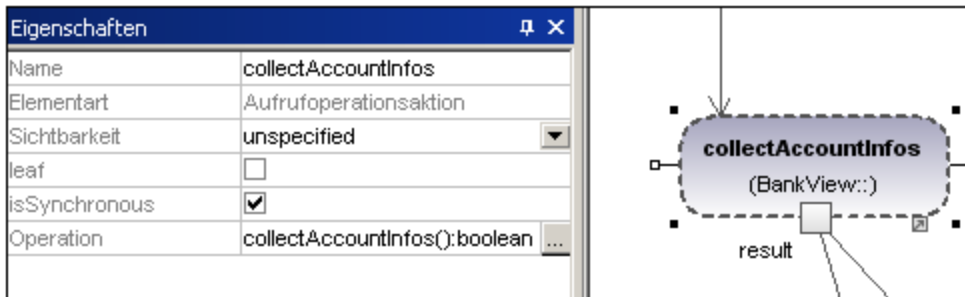 Eigenschaften
Name collectAccountInfos
Elementart Aufrufoperationsaktion
Sichtbarkeit unspecified
leaf
isSynchronous
Operation collectAccountInfos():boolean ...
collectAccountInfos
(BankView::)
result